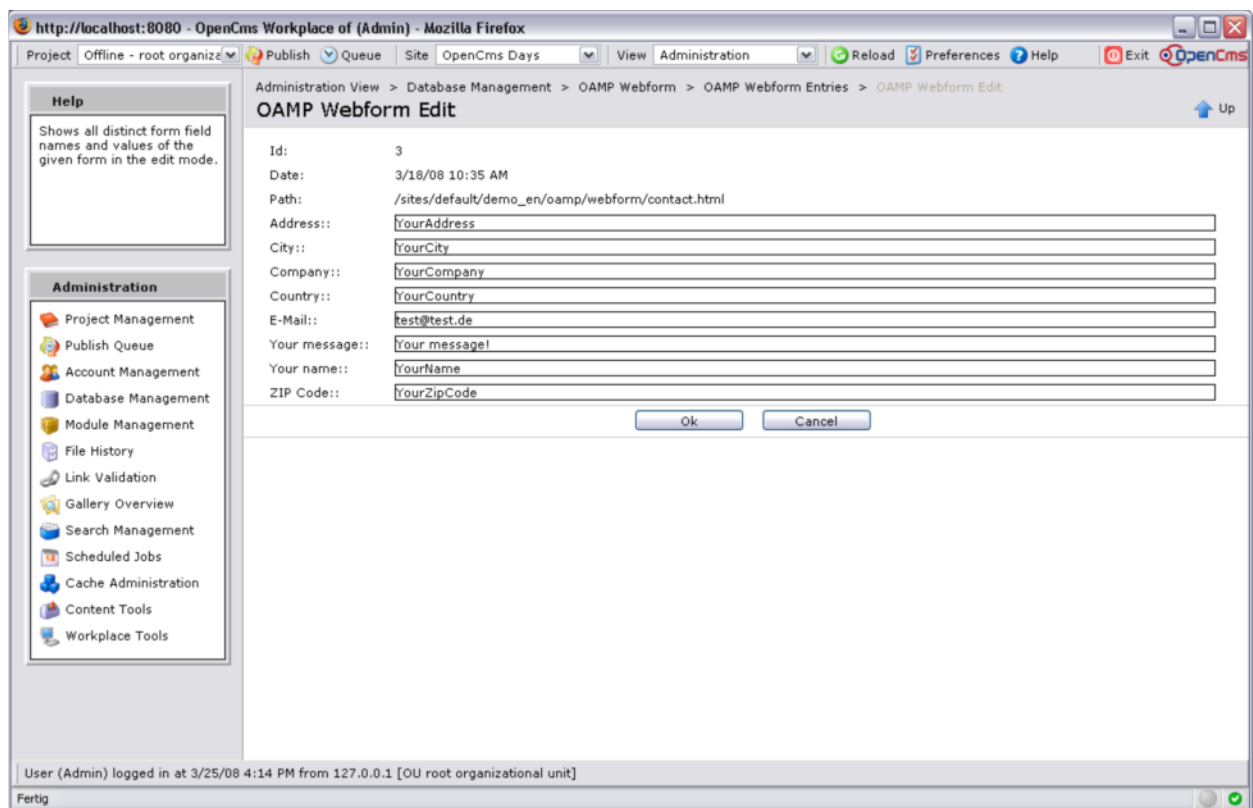 http://localhost:8080 - OpenCms Workplace of (Admin) - Mozilla Firefox
Project Offline - root organiza Publish Queue Site OpenCms Days View Administration Reload Preferences Help Exit OpenCms
Help
Shows all distinct form field
names and values of the
given form in the edit mode.
Administration
Project Management
Publish Queue
Account Management
Database Management
Module Management
File History
Link Validation
Gallery Overview
Search Management
Scheduled Jobs
Cache Administration
Content Tools
Workplace Tools
Administration View > Database Management > OAMP Webform > OAMP Webform Entries > OAMP Webform Edit
OAMP Webform Edit Up
Id: 3
Date: 3/18/08 10:35 AM
Path: /sites/default/demo_en/oamp/webform/contact.html
Address:: YourAddress
City:: YourCity
Company:: YourCompany
Country:: YourCountry
E-Mail:: test@test.de
Your message:: Your message!
Your name:: YourName
ZIP Code:: YourZipCode
Ok Cancel
User (Admin) logged in at 3/25/08 4:14 PM from 127.0.0.1 [OU root organizational unit]
Fertig